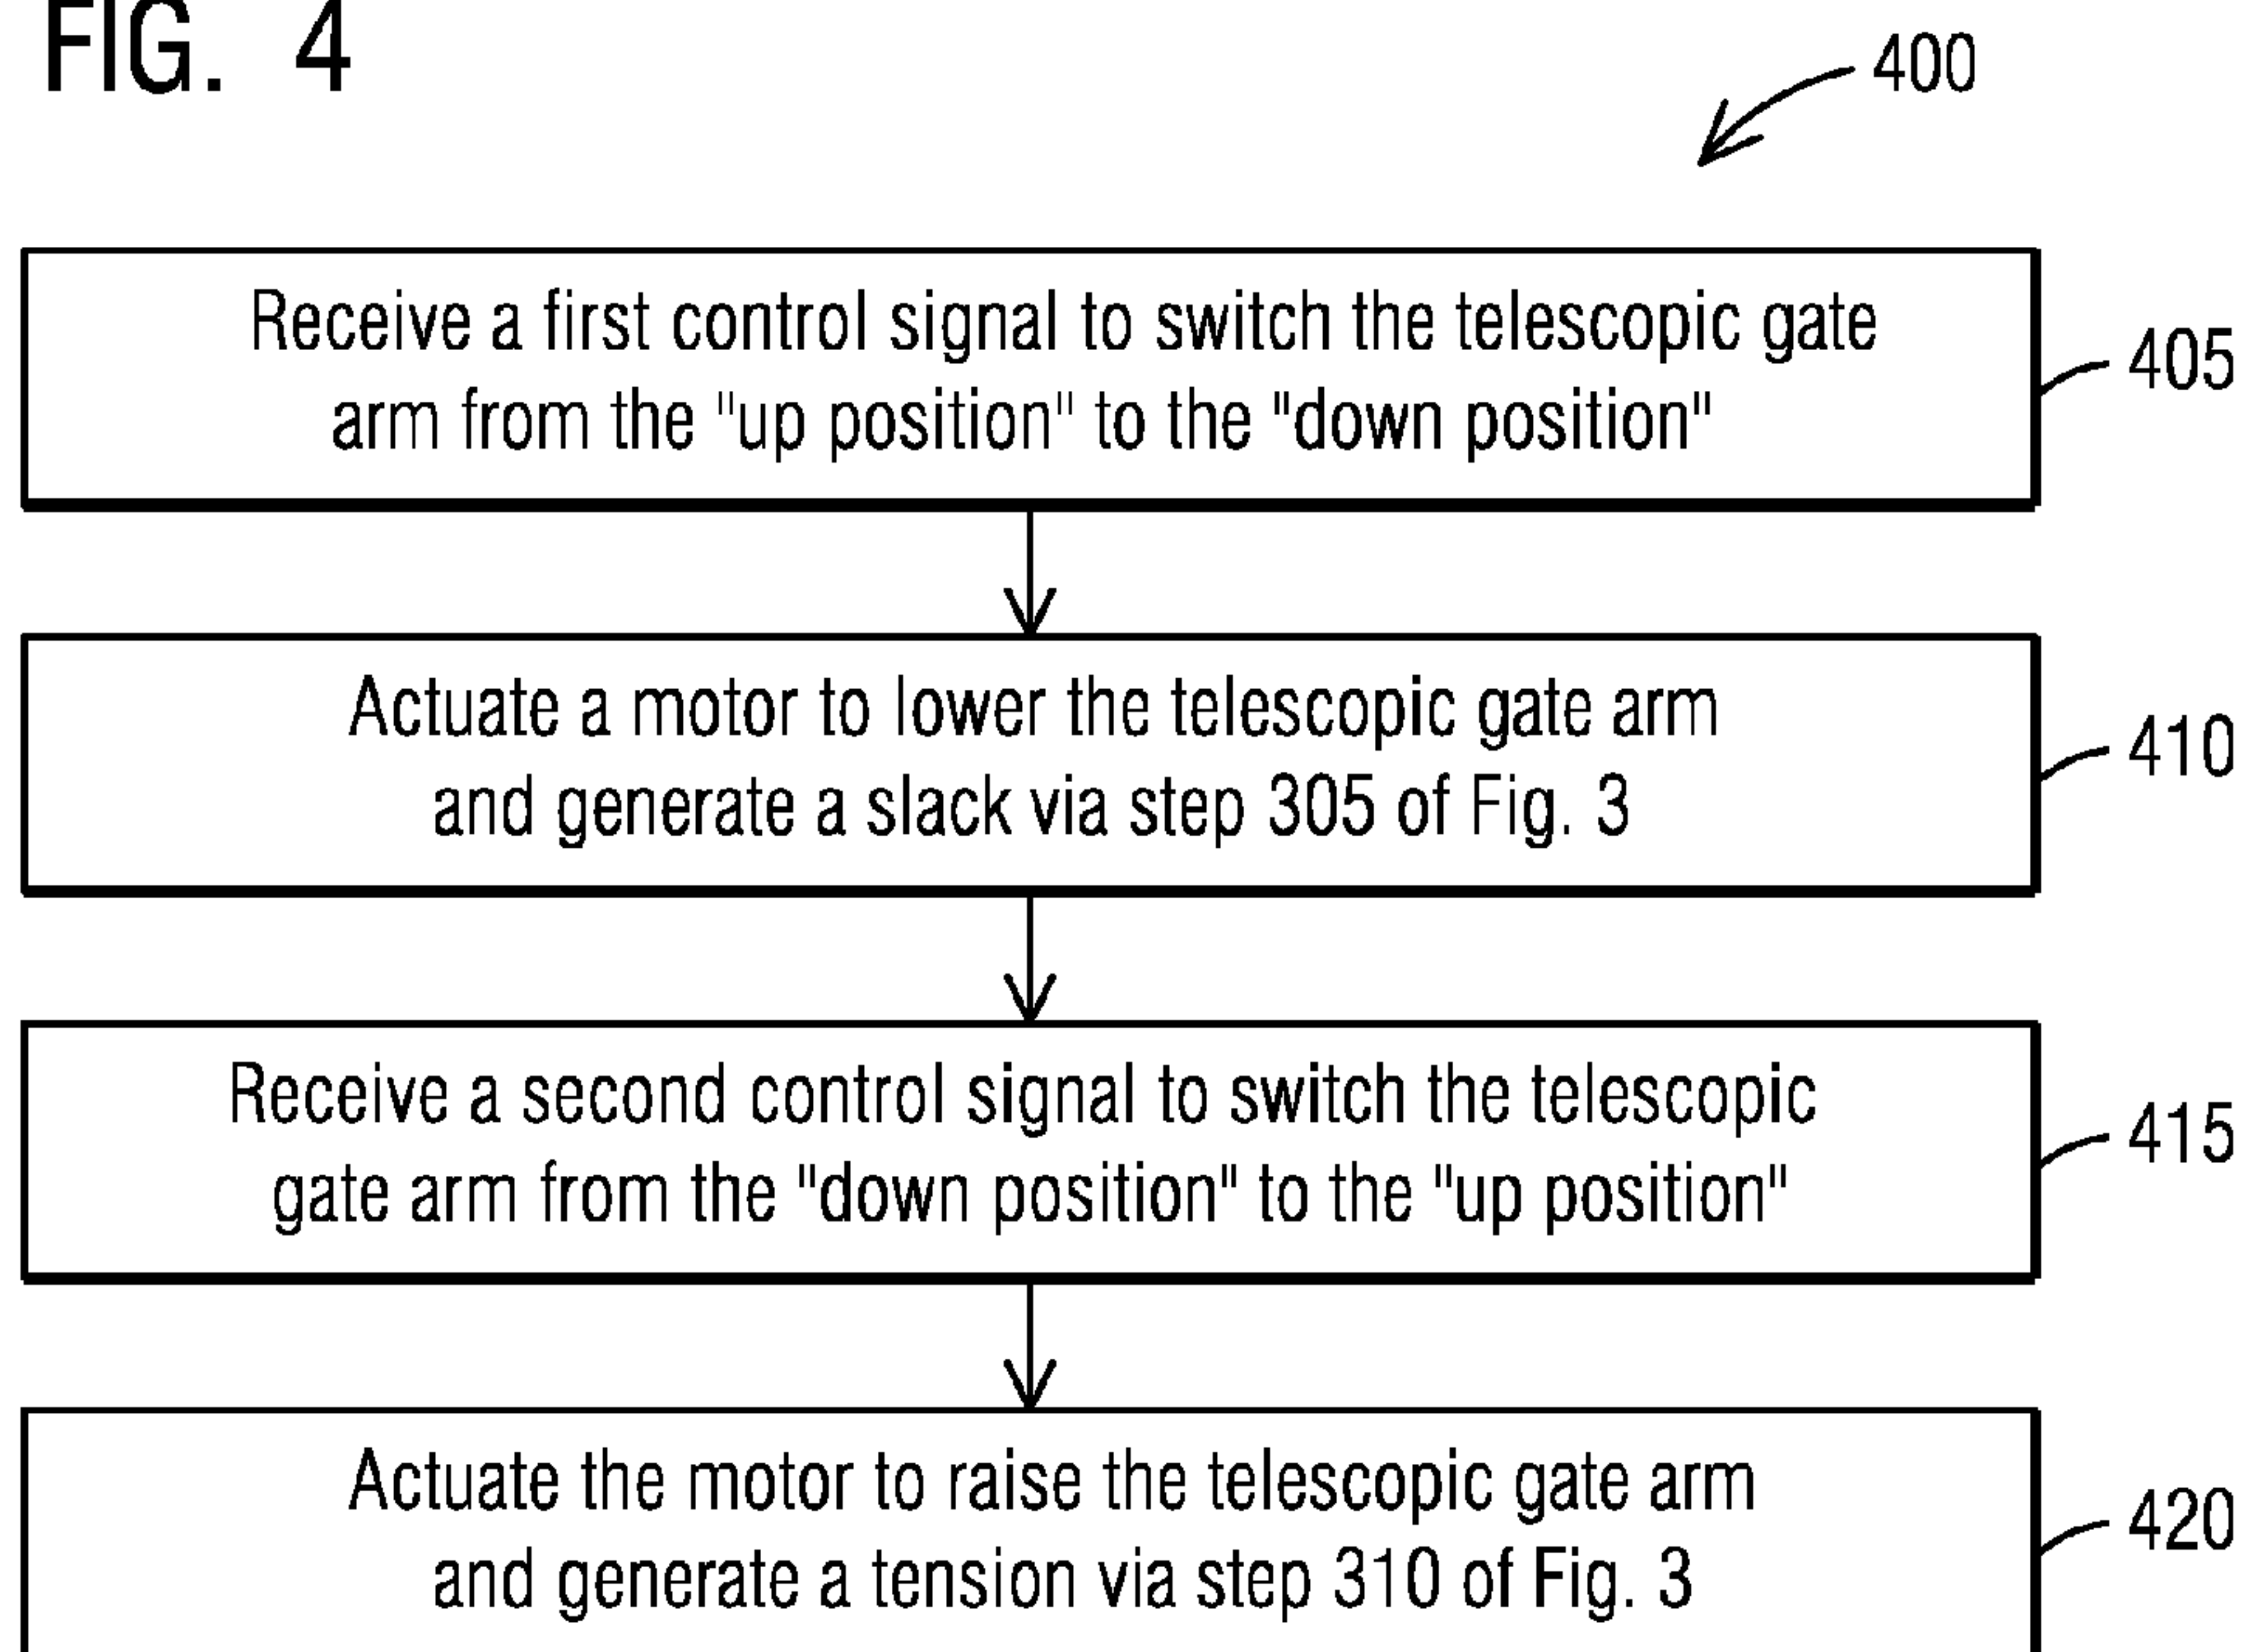 FIG. 4
400
Receive a first control signal to switch the telescopic gate
arm from the "up position" to the "down position"
405
Actuate a motor to lower the telescopic gate arm
and generate a slack via step 305 of Fig. 3
410
Receive a second control signal to switch the telescopic
gate arm from the "down position" to the "up position"
415
Actuate the motor to raise the telescopic gate arm
and generate a tension via step 310 of Fig. 3
420